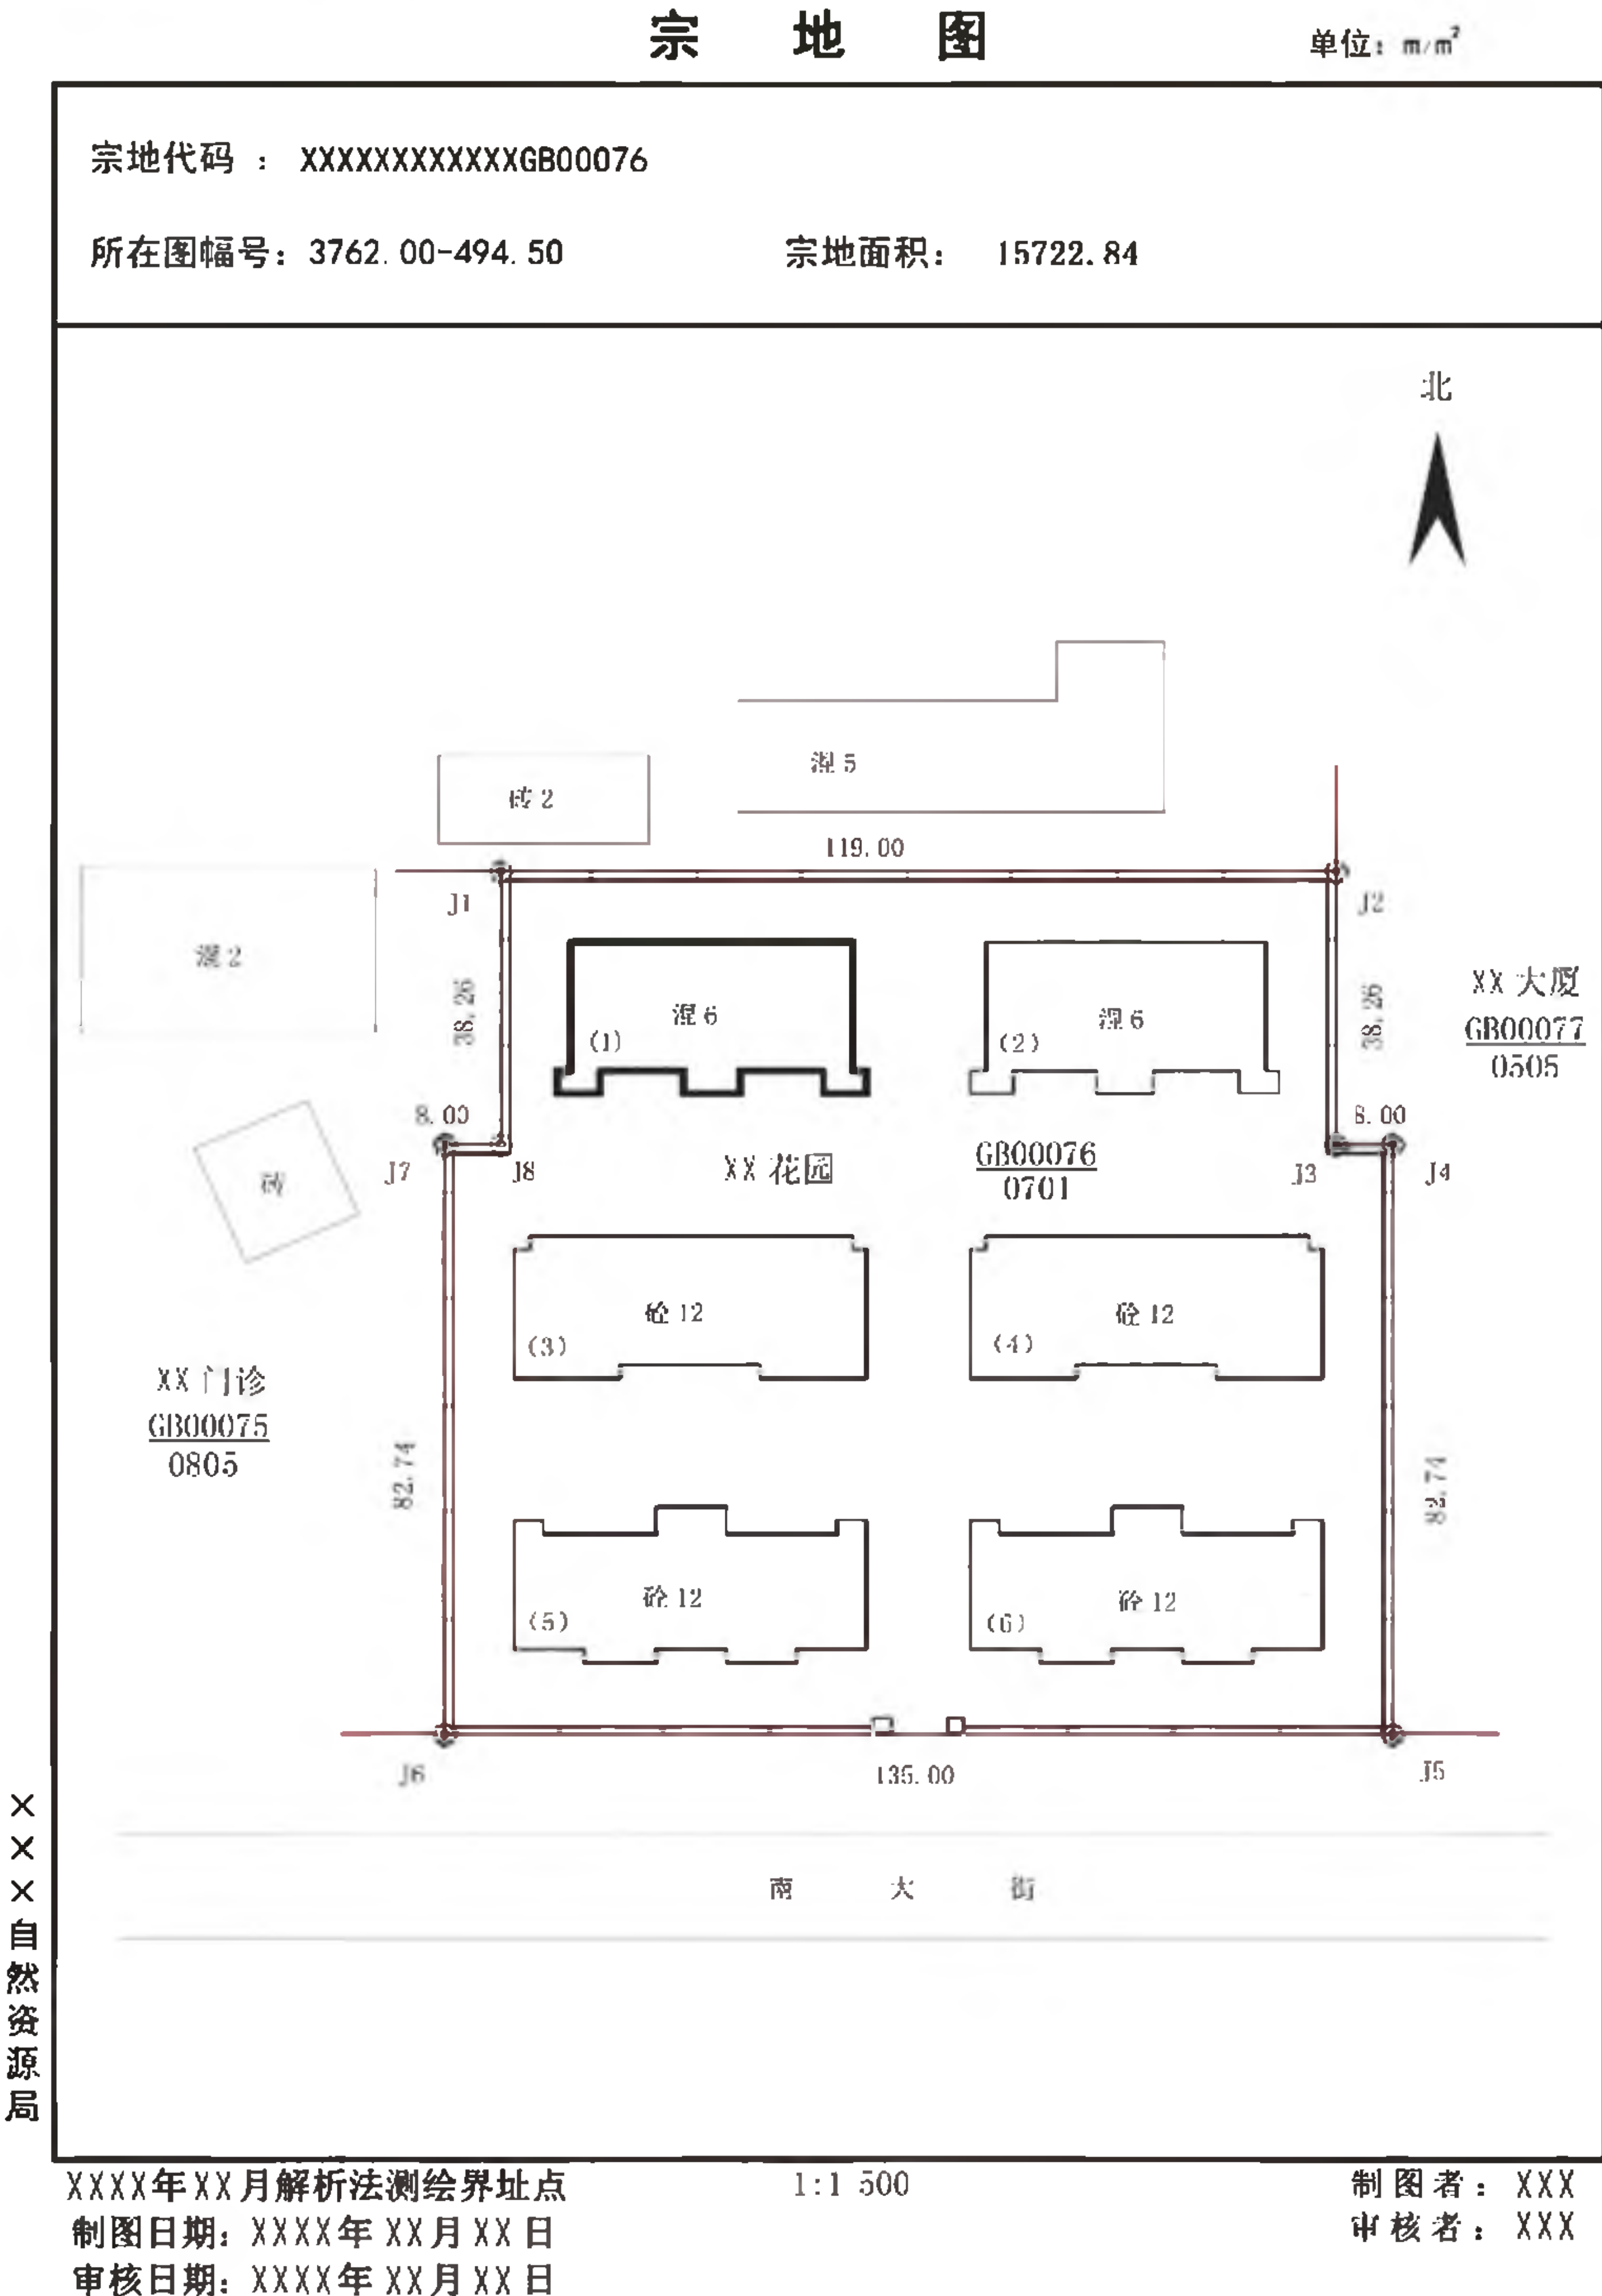 宗 地 图
单位: m/m²
宗地代码 : XXXXXXXXXXXXGB00076
所在图幅号: 3762.00-494.50
宗地面积: 15722.84
北
混 5
砖 2
119.00
J1
J2
混 2
38.26
混 6
(1)
混 6
(2)
38.26
XX 大厦
GB00077
0505
8.00
8.00
J7
J8
XX 花园
GB00076
0701
J3
J4
砖
砼 12
(3)
砼 12
(4)
XX 门诊
GB00075
0805
82.74
82.74
砼 12
(5)
砼 12
(6)
J6
135.00
J5
南 大 街
×××自然资源局
XXXX年XX月解析法测绘界址点
1:1 500
制图者: XXX
制图日期: XXXX年XX月XX日
审核者: XXX
审核日期: XXXX年XX月XX日